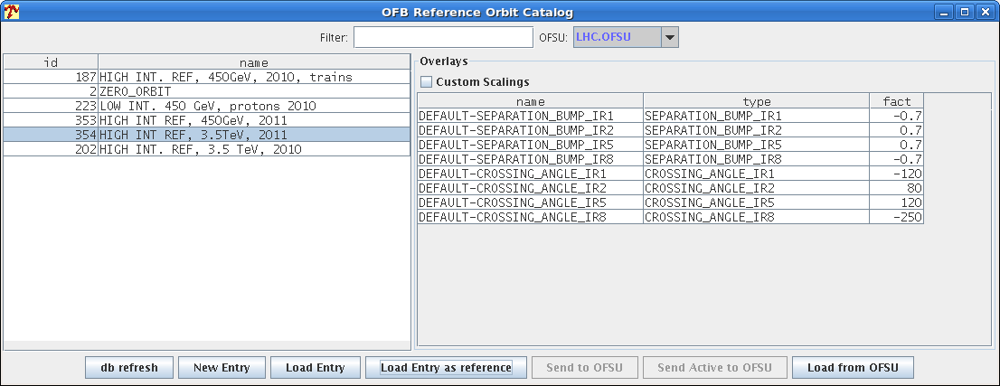 OFB Reference Orbit Catalog
Filter: OFSU: LHC.OFSU
id name
187 HIGH INT. REF, 450GeV, 2010, trains
2 ZERO_ORBIT
223 LOW INT. 450 GeV, protons 2010
353 HIGH INT REF, 450GeV, 2011
354 HIGH INT REF, 3.5TeV, 2011
202 HIGH INT. REF, 3.5 TeV, 2010
Overlays
Custom Scalings
name type fact
DEFAULT-SEPARATION_BUMP_IR1 SEPARATION_BUMP_IR1 -0.7
DEFAULT-SEPARATION_BUMP_IR2 SEPARATION_BUMP_IR2 0.7
DEFAULT-SEPARATION_BUMP_IR5 SEPARATION_BUMP_IR5 0.7
DEFAULT-SEPARATION_BUMP_IR8 SEPARATION_BUMP_IR8 -0.7
DEFAULT-CROSSING_ANGLE_IR1 CROSSING_ANGLE_IR1 -120
DEFAULT-CROSSING_ANGLE_IR2 CROSSING_ANGLE_IR2 80
DEFAULT-CROSSING_ANGLE_IR5 CROSSING_ANGLE_IR5 120
DEFAULT-CROSSING_ANGLE_IR8 CROSSING_ANGLE_IR8 -250
db refresh New Entry Load Entry Load Entry as reference Send to OFSU Send Active to OFSU Load from OFSU